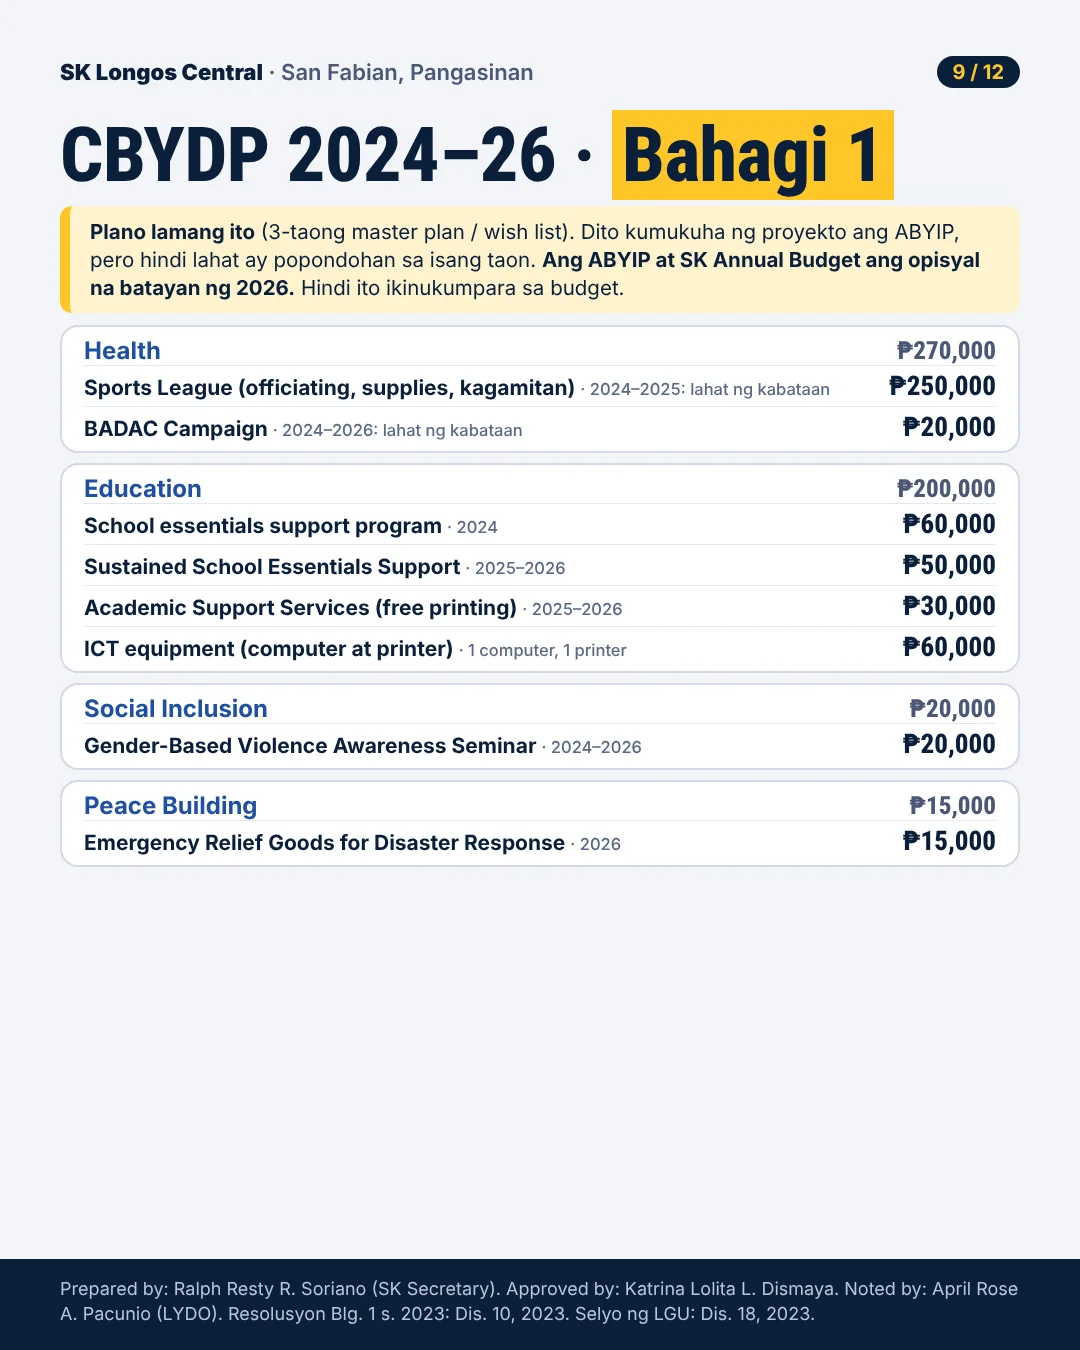 SK Longos Central · San Fabian, Pangasinan
9 / 12
CBYDP 2024–26 · Bahagi 1
Plano lamang ito (3-taong master plan / wish list). Dito kumukuha ng proyekto ang ABYIP,
pero hindi lahat ay popondohan sa isang taon. Ang ABYIP at SK Annual Budget ang opisyal
na batayan ng 2026. Hindi ito ikinukumpara sa budget.
Health ₱270,000
Sports League (officiating, supplies, kagamitan) · 2024–2025: lahat ng kabataan ₱250,000
BADAC Campaign · 2024–2026: lahat ng kabataan ₱20,000
Education ₱200,000
School essentials support program · 2024 ₱60,000
Sustained School Essentials Support · 2025–2026 ₱50,000
Academic Support Services (free printing) · 2025–2026 ₱30,000
ICT equipment (computer at printer) · 1 computer, 1 printer ₱60,000
Social Inclusion ₱20,000
Gender-Based Violence Awareness Seminar · 2024–2026 ₱20,000
Peace Building ₱15,000
Emergency Relief Goods for Disaster Response · 2026 ₱15,000
Prepared by: Ralph Resty R. Soriano (SK Secretary). Approved by: Katrina Lolita L. Dismaya. Noted by: April Rose
A. Pacunio (LYDO). Resolusyon Blg. 1 s. 2023: Dis. 10, 2023. Selyo ng LGU: Dis. 18, 2023.